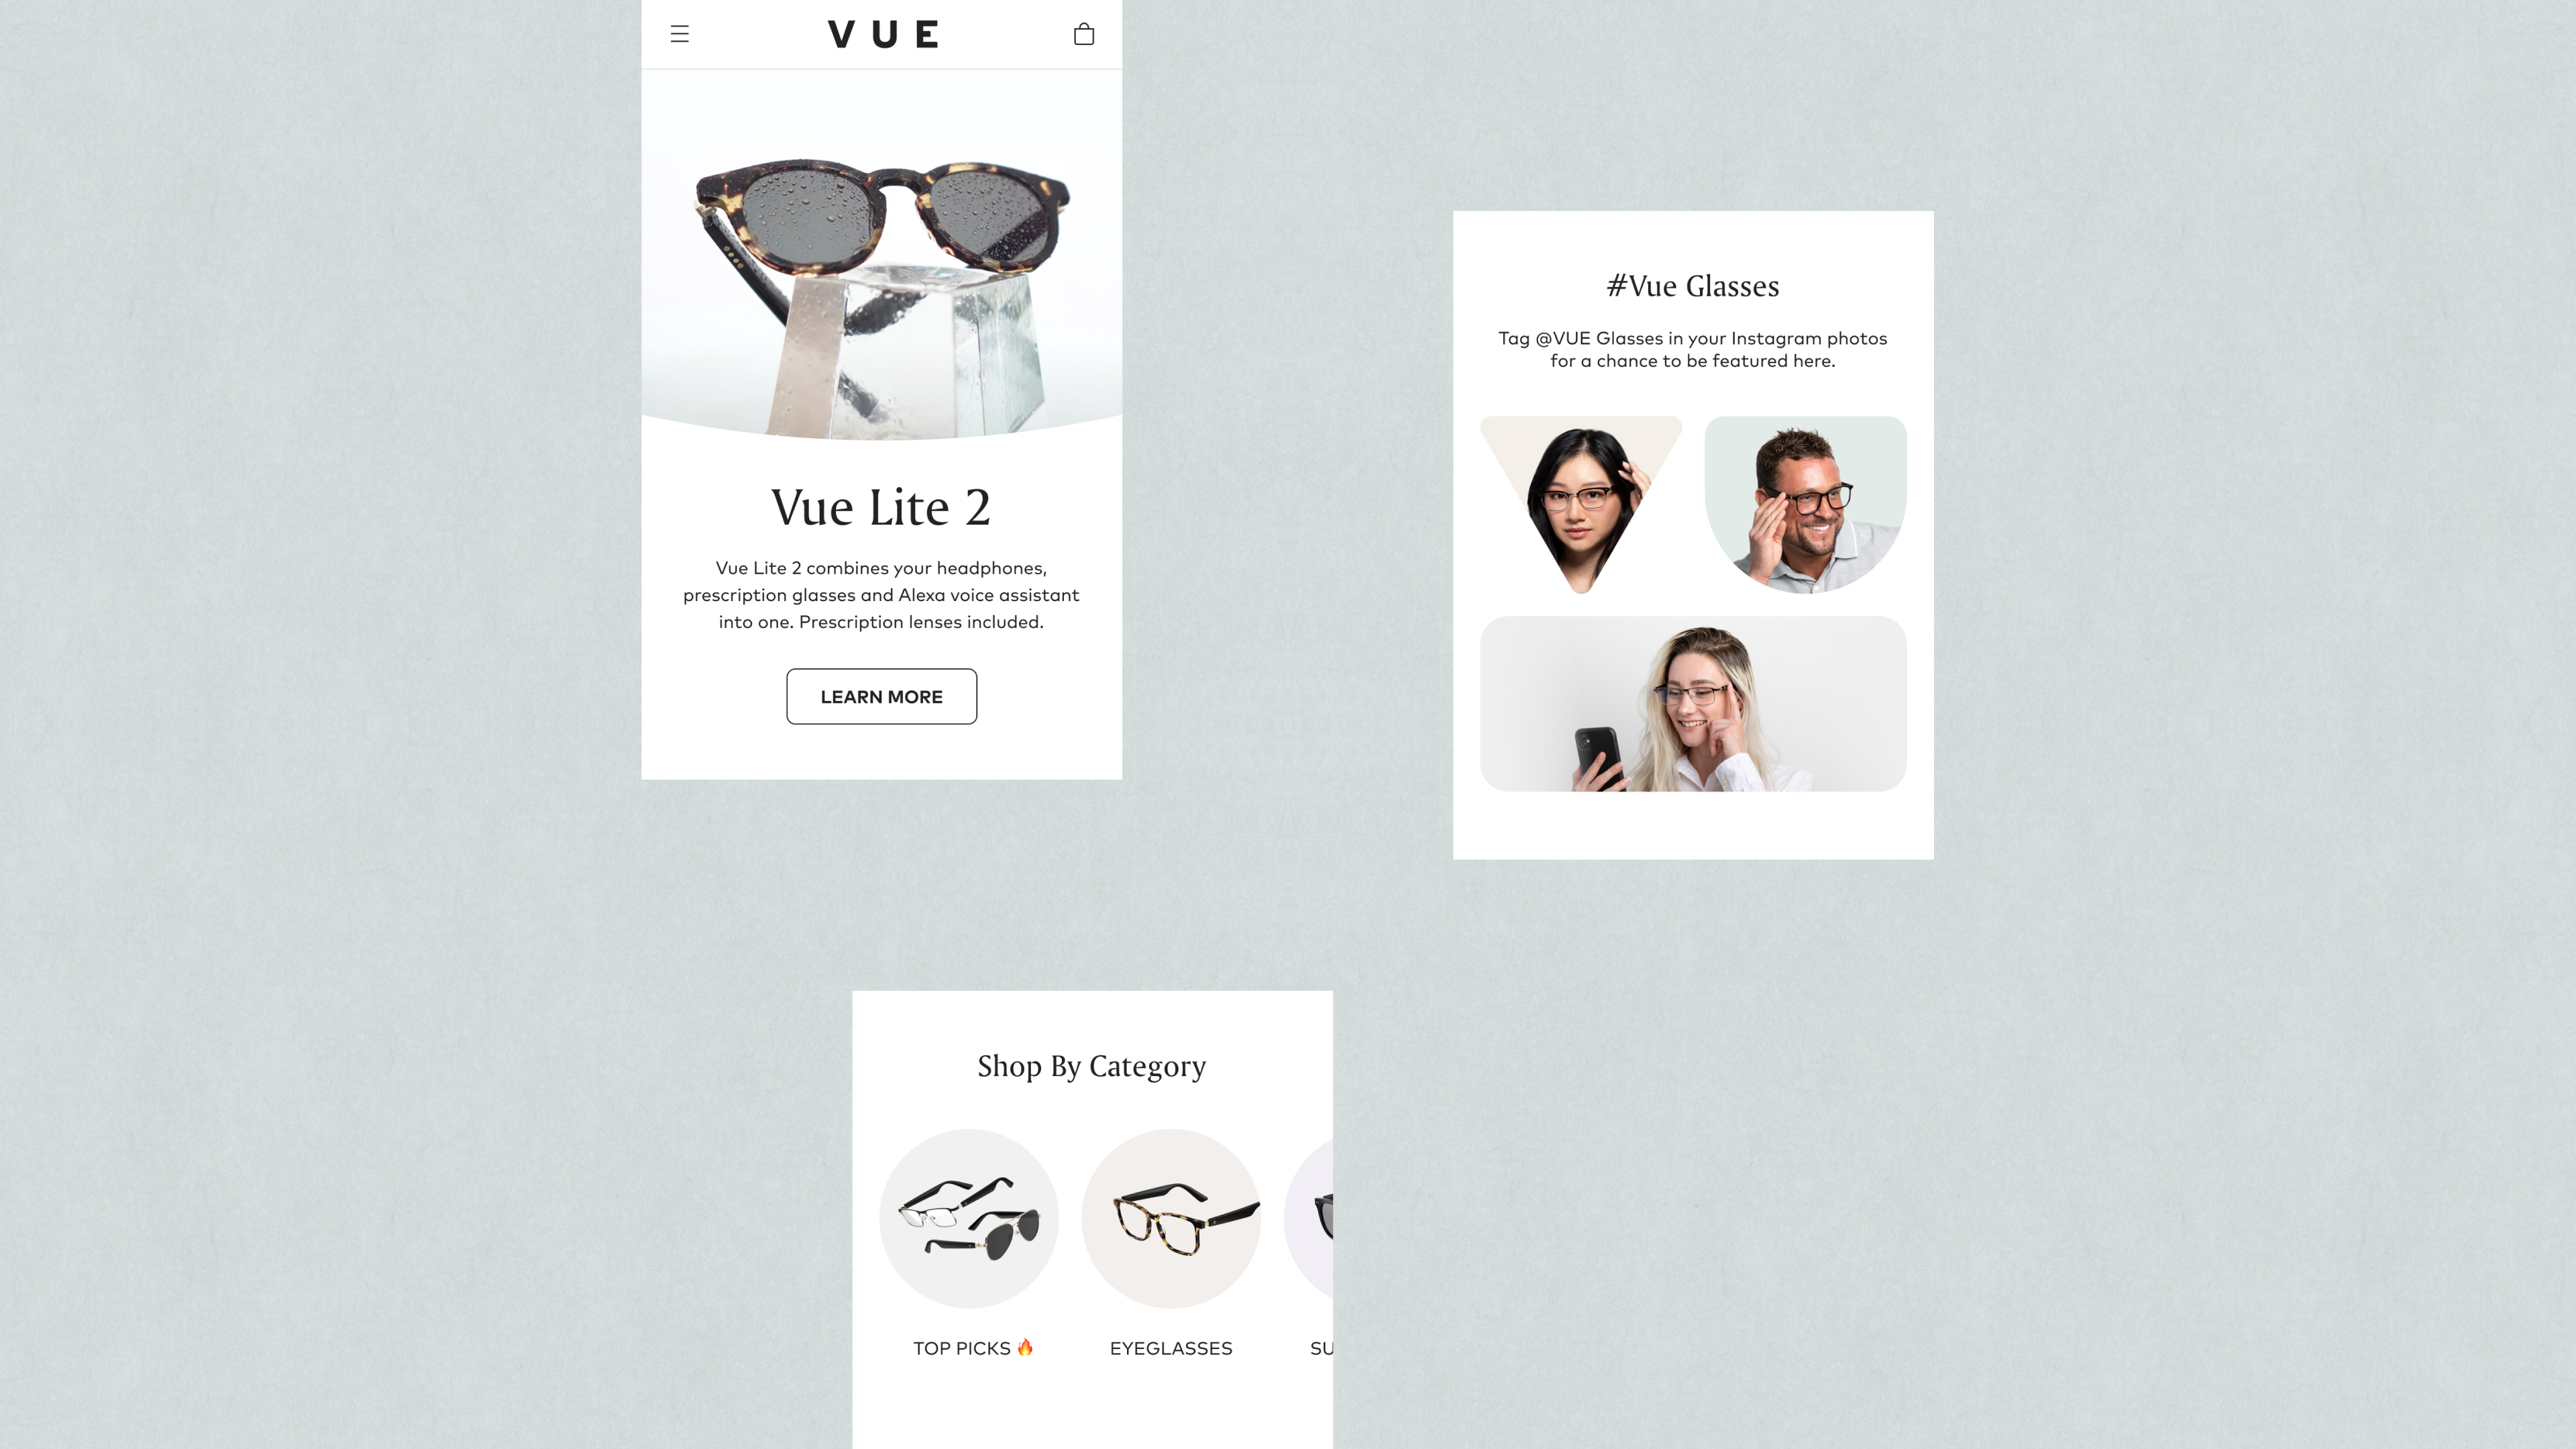 VUE
Vue Lite 2
Vue Lite 2 combines your headphones,
prescription glasses and Alexa voice assistant
into one. Prescription lenses included.
LEARN MORE
#Vue Glasses
Tag @VUE Glasses in your Instagram photos
for a chance to be featured here.
Shop By Category
TOP PICKS 🔥
EYEGLASSES
SU